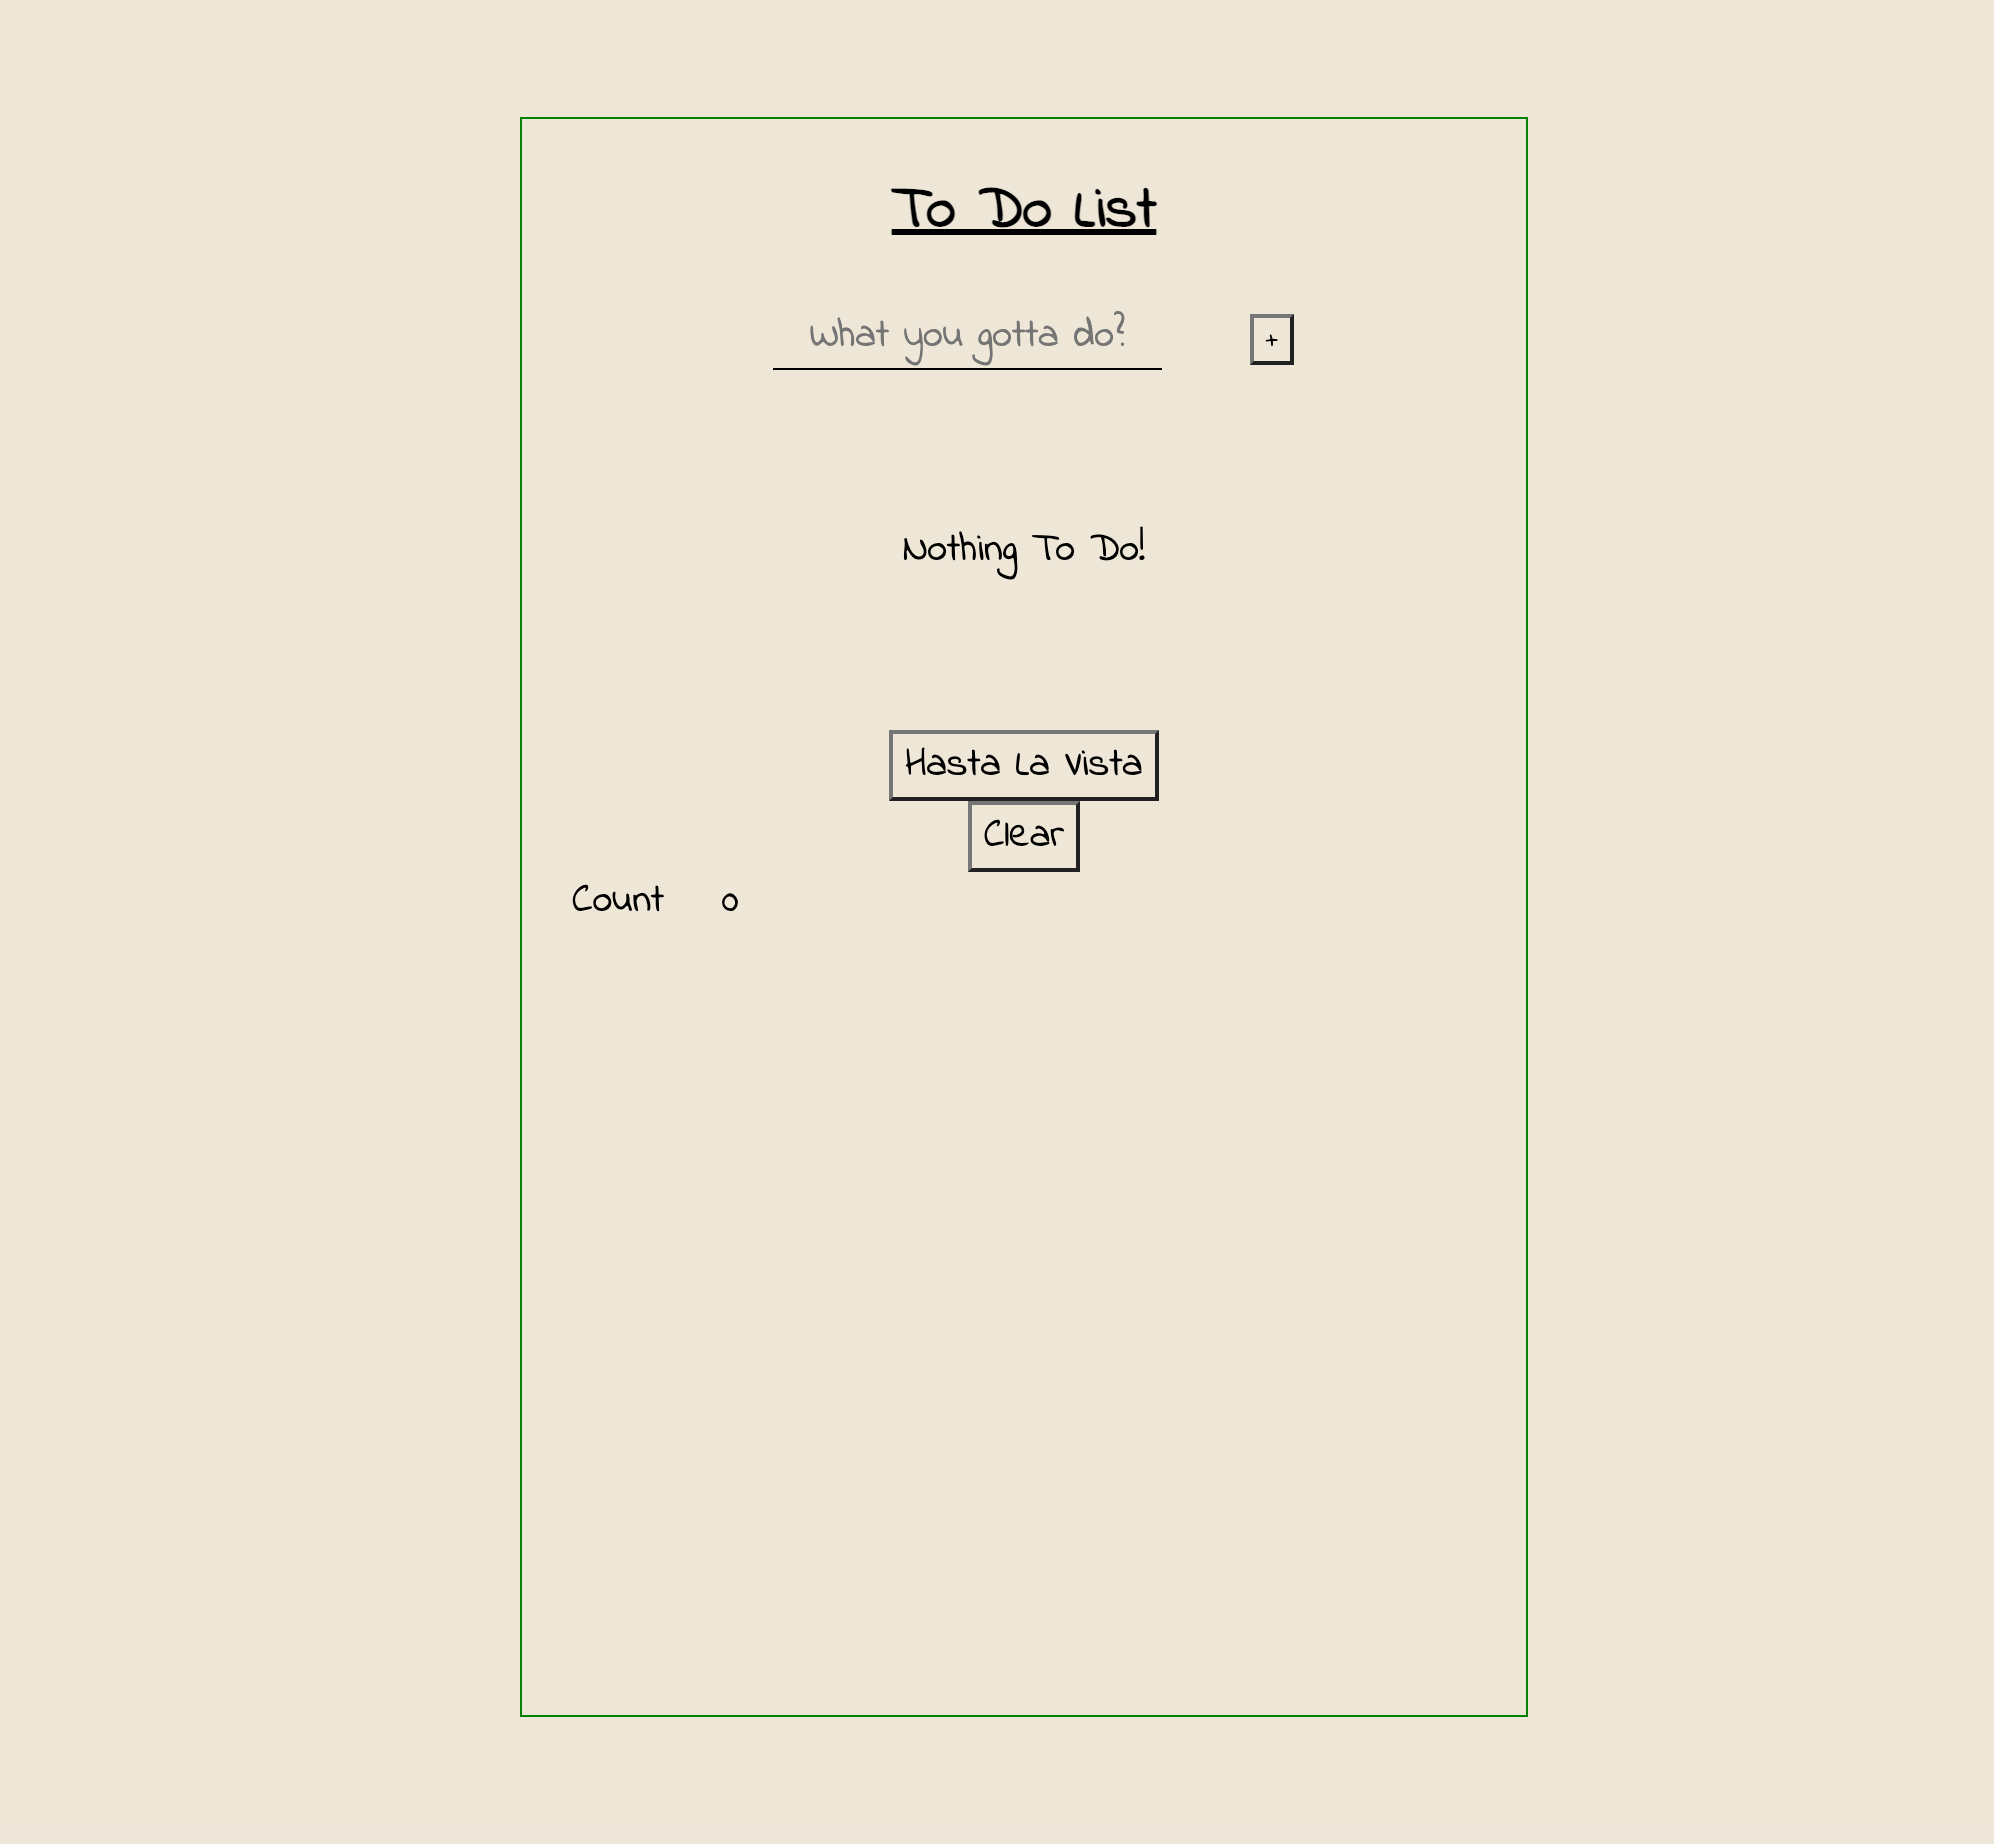 To Do List
What you gotta do? +
Nothing To Do!
Hasta La Vista
Clear
Count 0